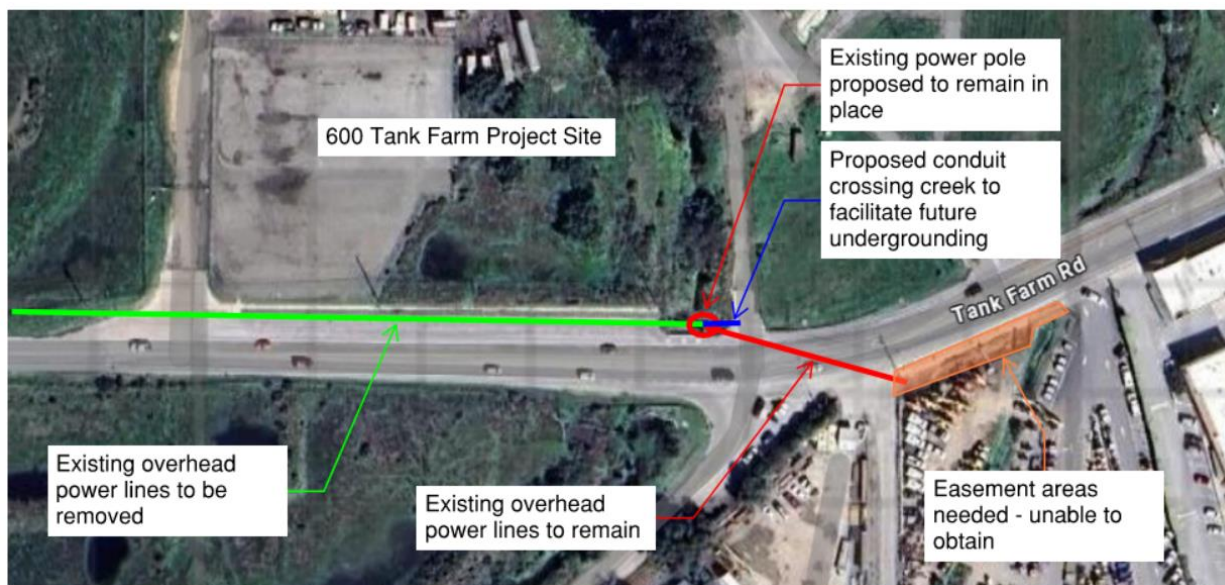 Existing power pole
proposed to remain in
place
600 Tank Farm Project Site
Proposed conduit
crossing creek to
facilitate future
undergrounding
Tank Farm Rd
Existing overhead
power lines to be
removed
Existing overhead
power lines to remain
Easement areas
needed - unable to
obtain